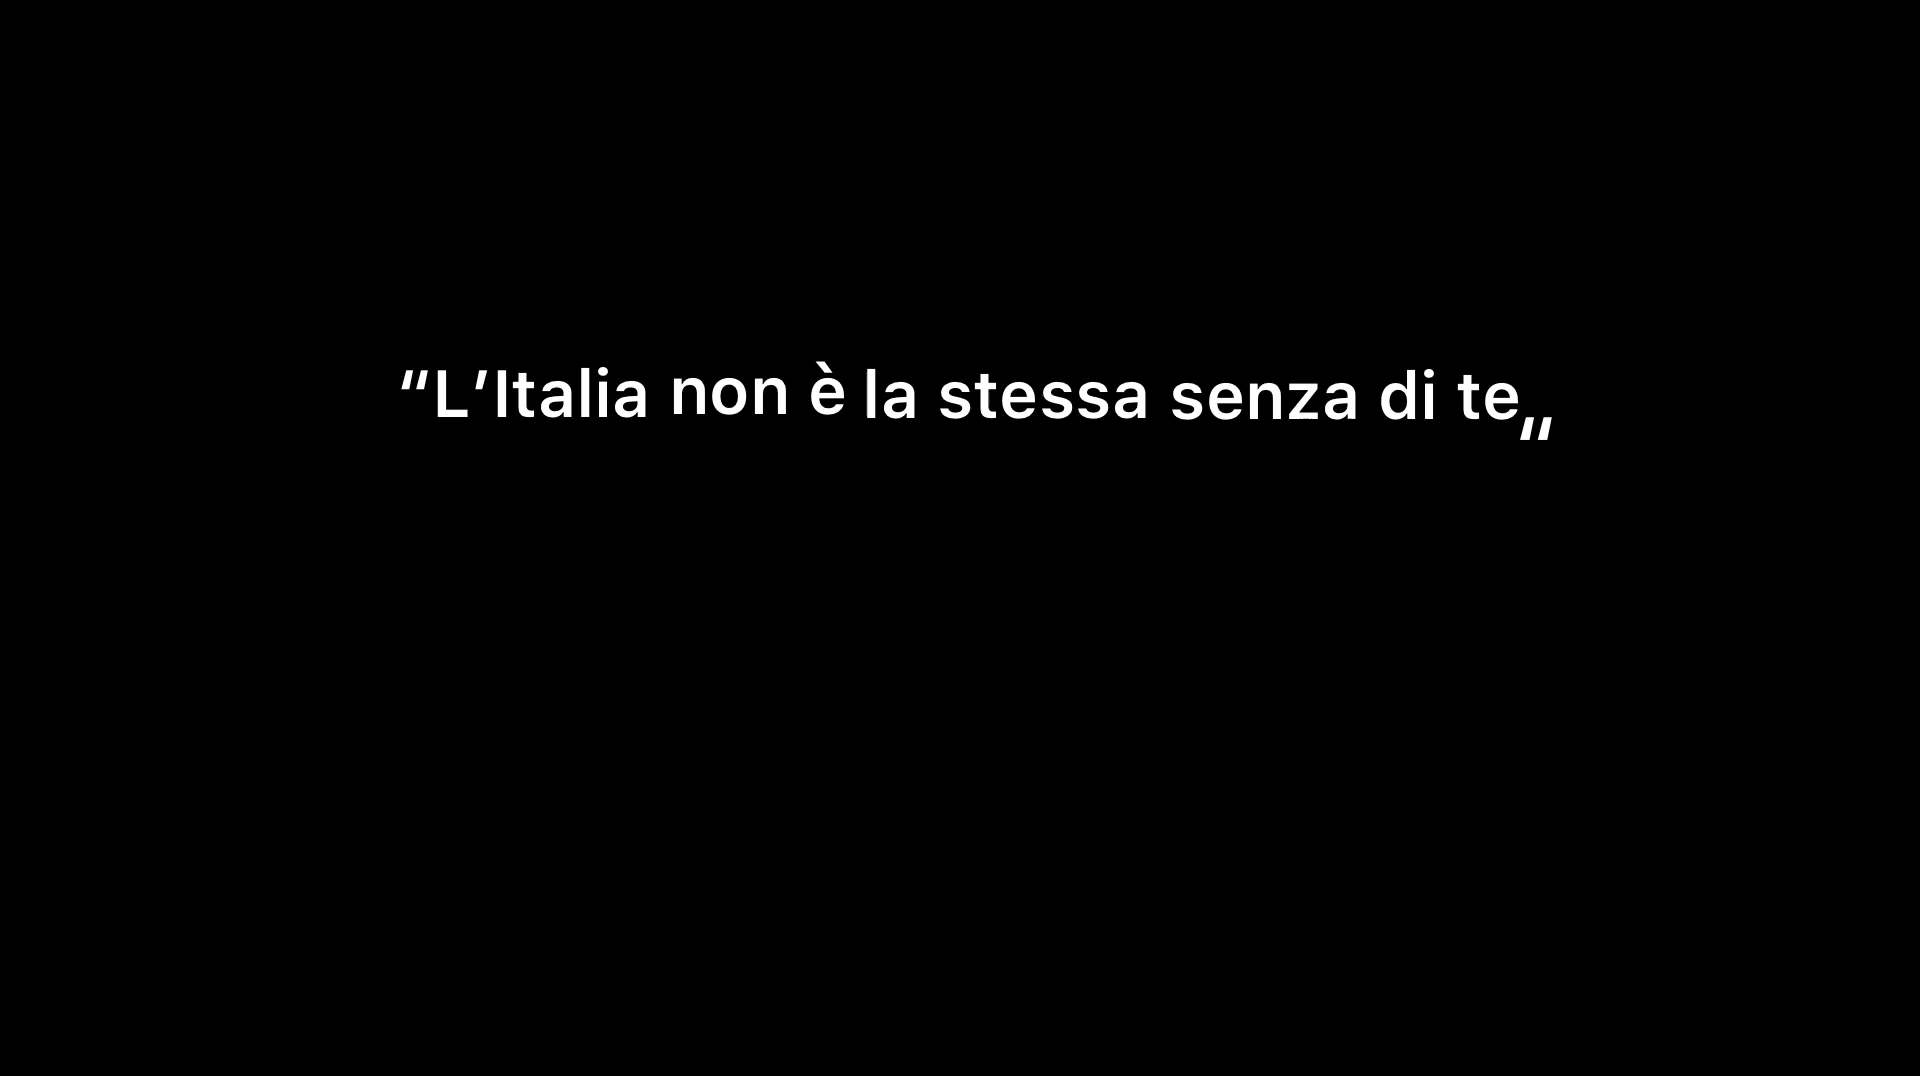 “L’Italia non è la stessa senza di te„